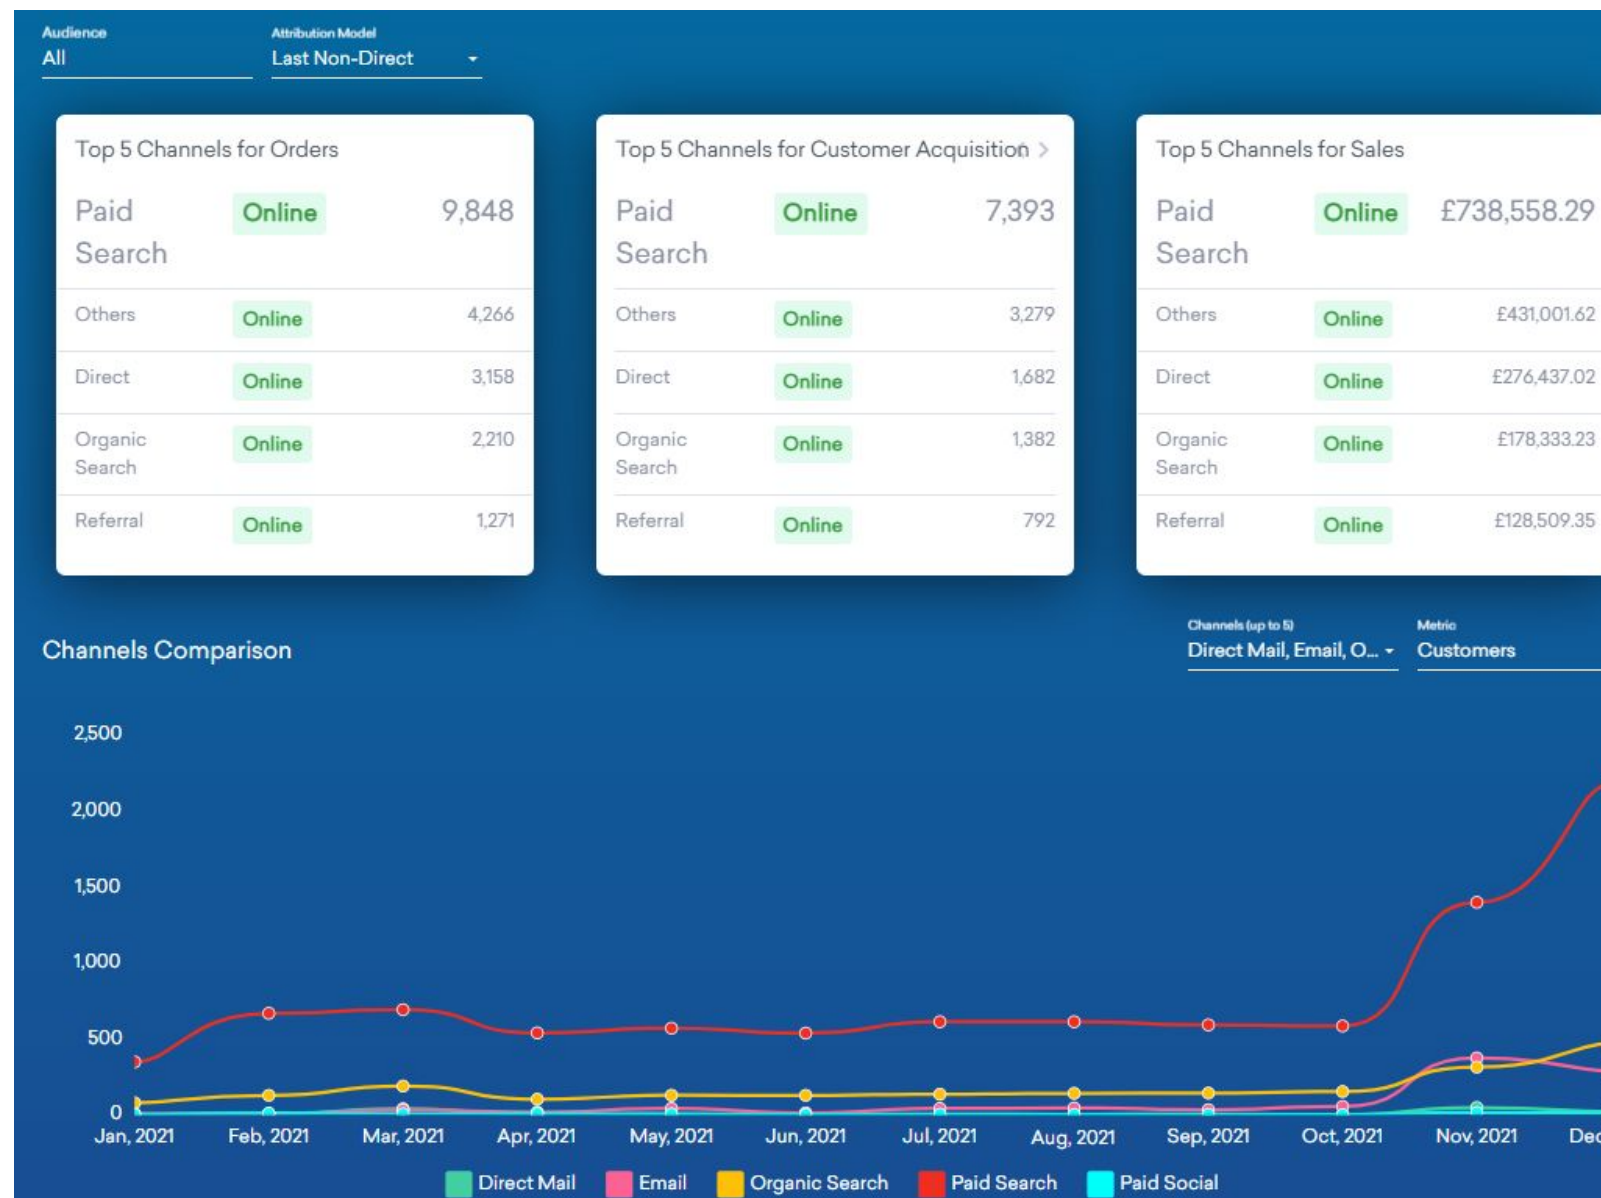 Audience
All
Attribution Model
Last Non-Direct
Top 5 Channels for Orders
Paid Search Online 9,848
Others Online 4,266
Direct Online 3,158
Organic Search Online 2,210
Referral Online 1,271
Top 5 Channels for Customer Acquisition
Paid Search Online 7,393
Others Online 3,279
Direct Online 1,682
Organic Search Online 1,382
Referral Online 792
Top 5 Channels for Sales
Paid Search Online £738,558.29
Others Online £431,001.62
Direct Online £276,437.02
Organic Search Online £178,333.23
Referral Online £128,509.35
Channels Comparison
Channels (up to 5)
Direct Mail, Email, O...
Metric
Customers
2,500
2,000
1,500
1,000
500
0
Jan, 2021 Feb, 2021 Mar, 2021 Apr, 2021 May, 2021 Jun, 2021 Jul, 2021 Aug, 2021 Sep, 2021 Oct, 2021 Nov, 2021 Dec
Direct Mail Email Organic Search Paid Search Paid Social